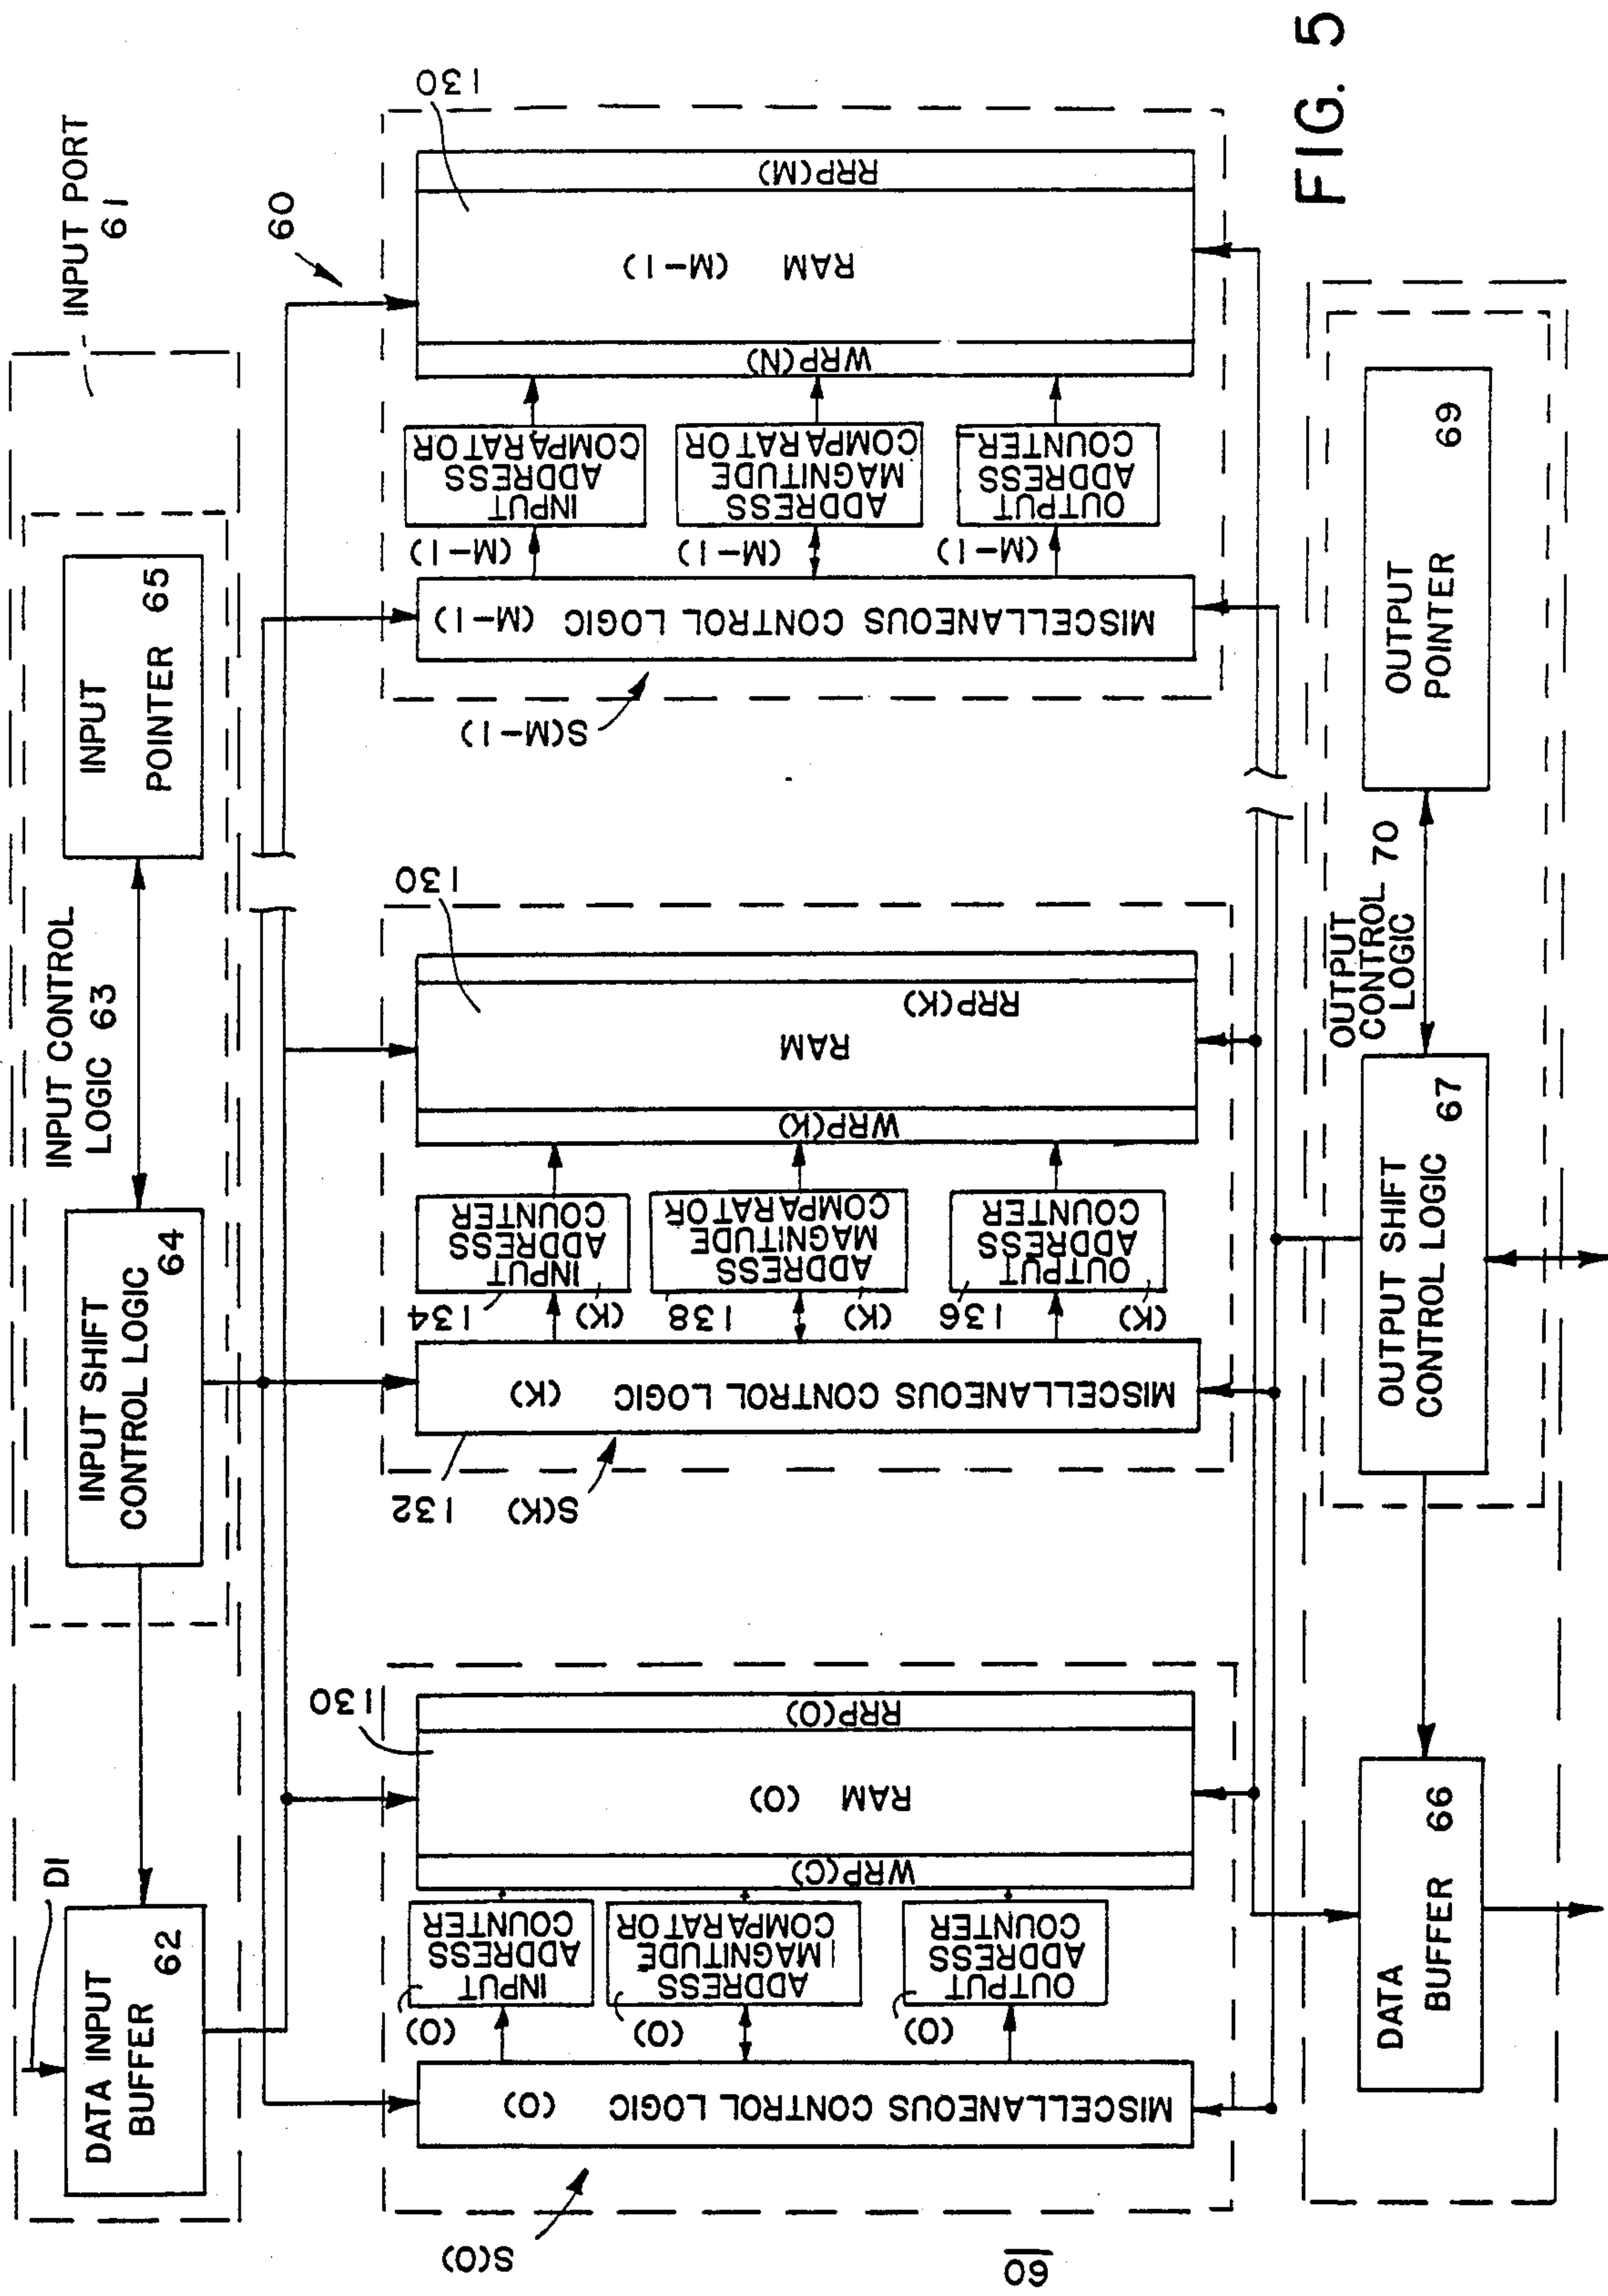 INPUT PORT
61
DI
DATA INPUT
BUFFER
62
INPUT SHIFT
CONTROL LOGIC
64
INPUT CONTROL
LOGIC 63
INPUT
POINTER
65
60
S(0)
MISCELLANEOUS CONTROL LOGIC (0)
(0)
INPUT
ADDRESS
COUNTER
(0)
ADDRESS
MAGNITUDE
COMPARATOR
(0)
OUTPUT
ADDRESS
COUNTER
WRP(C)
RAM (0)
RRP(0)
130
S(K)
132
MISCELLANEOUS CONTROL LOGIC (K)
134
(K)
INPUT
ADDRESS
COUNTER
138
(K)
ADDRESS
MAGNITUDE
COMPARATOR
136
(K)
OUTPUT
ADDRESS
COUNTER
WRP(K)
RAM
RRP(K)
130
S(M-1)
MISCELLANEOUS CONTROL LOGIC (M-1)
(M-1)
INPUT
ADDRESS
COMPARATOR
(M-1)
ADDRESS
MAGNITUDE
COMPARATOR
(M-1)
OUTPUT
ADDRESS
COUNTER
WRP(N)
RAM (M-1)
RRP(M)
130
60
DATA
BUFFER 66
OUTPUT SHIFT
CONTROL LOGIC 67
OUTPUT
CONTROL 70
LOGIC
OUTPUT
POINTER 69
FIG. 5